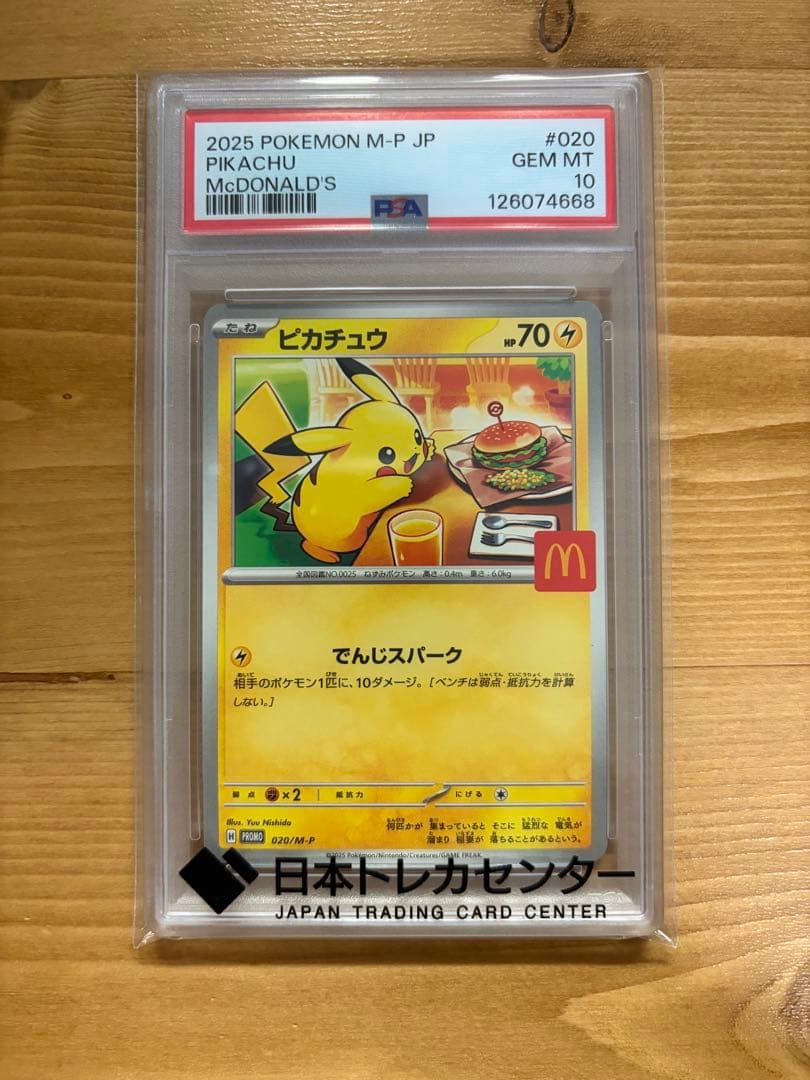 2025 POKEMON M-P JP #020
PIKACHU GEM MT
McDONALD'S 10
PSA 126074668
たね ピカチュウ HP70
M
全国図鑑NO.0025 ねずみポケモン 高さ:0.4m 重さ:6.0kg
でんじスパーク
相手のポケモン1匹に、10ダメージ。[ベンチは弱点・抵抗力を計算
しない。]
弱点 ×2 抵抗力 にげる
Illus. Yuu Nishida
何匹かが 集まっていると そこに 猛烈な 電気が
H PROMO 020/M-P 溜まり 稲妻が 落ちることがあるという。
©2025 Pokémon/Nintendo/Creatures/GAME FREAK.
日本トレカセンター
JAPAN TRADING CARD CENTER